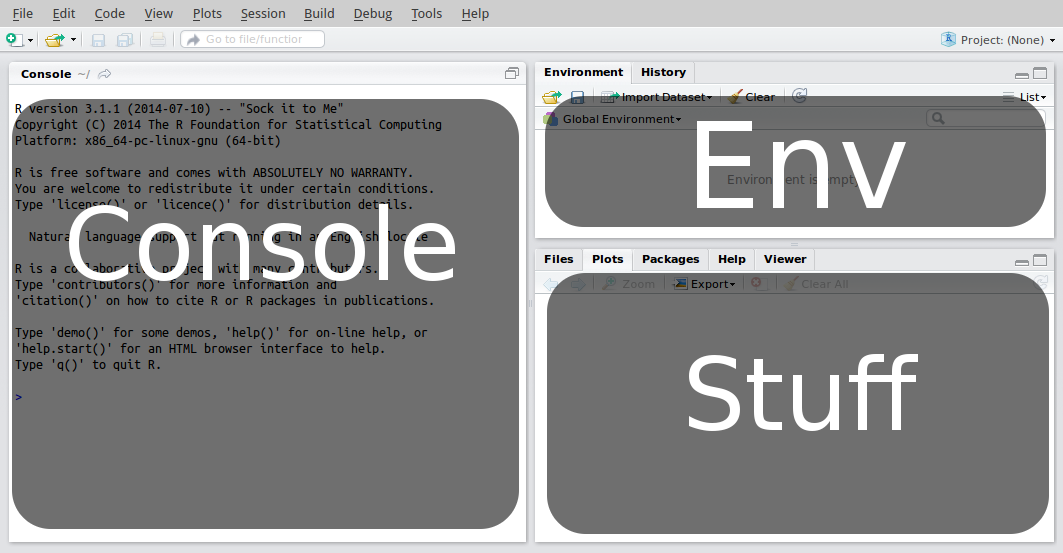 File Edit Code View Plots Session Build Debug Tools Help
Go to file/function
Project: (None)
Console ~/
R version 3.1.1 (2014-07-10) -- "Sock it to Me"
Copyright (C) 2014 The R Foundation for Statistical Computing
Platform: x86_64-pc-linux-gnu (64-bit)
R is free software and comes with ABSOLUTELY NO WARRANTY.
You are welcome to redistribute it under certain conditions.
Type 'license()' or 'licence()' for distribution details.
Natural language support but running in an English locale
R is a collaborative project with many contributors.
Type 'contributors()' for more information and
'citation()' on how to cite R or R packages in publications.
Type 'demo()' for some demos, 'help()' for on-line help, or
'help.start()' for an HTML browser interface to help.
Type 'q()' to quit R.
>
Console
Environment History
Import Dataset Clear List
Global Environment
Environment is empty
Env
Files Plots Packages Help Viewer
Zoom Export Clear All
Stuff